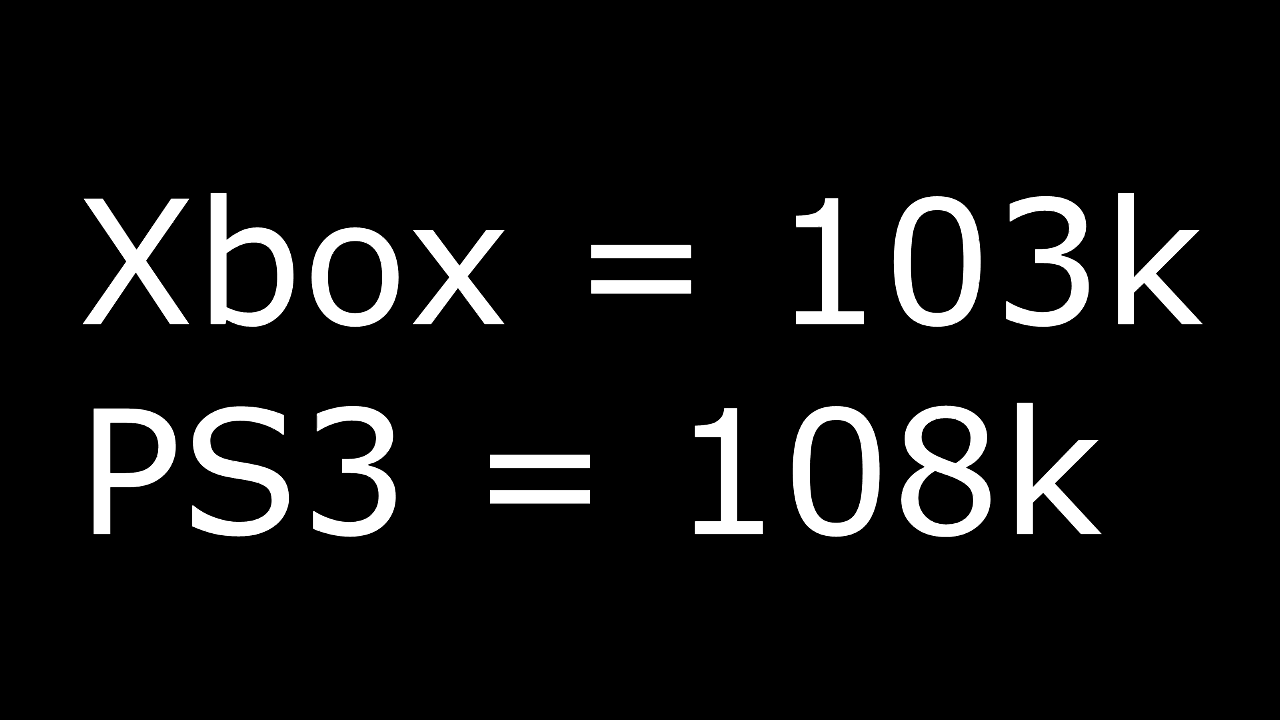 Xbox = 103k
PS3 = 108k